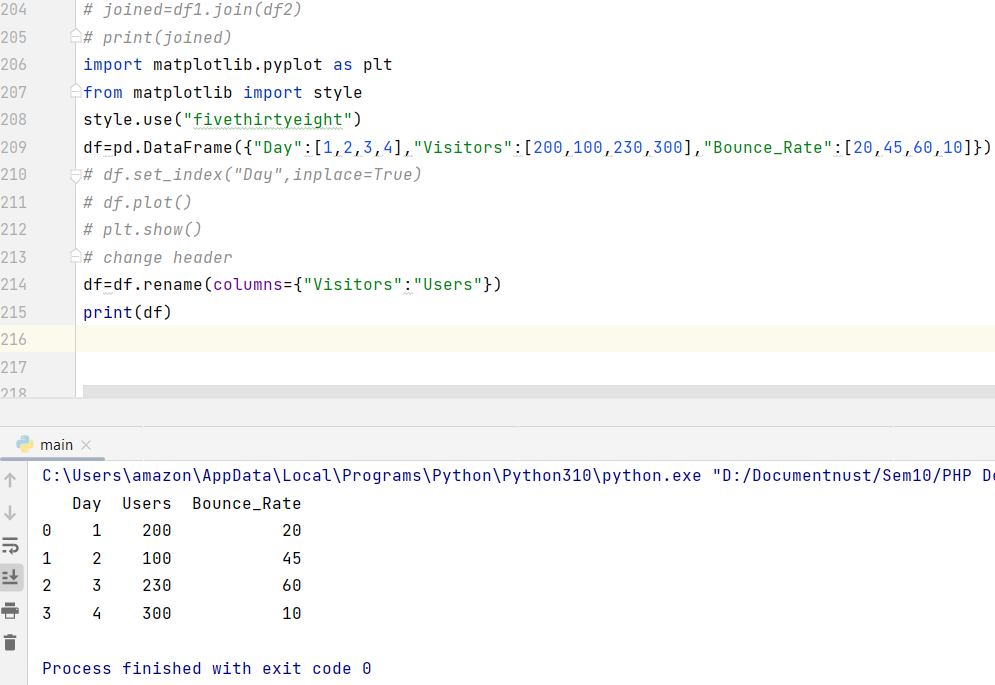 204 # joined=df1.join(df2)
205 # print(joined)
206 import matplotlib.pyplot as plt
207 from matplotlib import style
208 style.use("fivethirtyeight")
209 df=pd.DataFrame({"Day":[1,2,3,4],"Visitors":[200,100,230,300],"Bounce_Rate":[20,45,60,10]})
210 # df.set_index("Day",inplace=True)
211 # df.plot()
212 # plt.show()
213 # change header
214 df=df.rename(columns={"Visitors":"Users"})
215 print(df)
216
217
218
main
C:\Users\amazon\AppData\Local\Programs\Python\Python310\python.exe "D:/Documentnust/Sem10/PHP
Day Users Bounce_Rate
0 1 200 20
1 2 100 45
2 3 230 60
3 4 300 10
Process finished with exit code 0